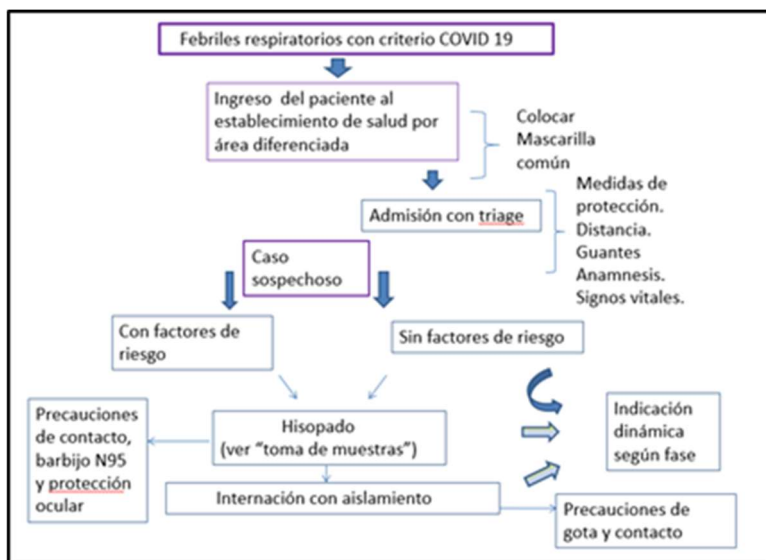 Febriles respiratorios con criterio COVID 19
Ingreso del paciente al
establecimiento de salud por
área diferenciada
Colocar
Mascarilla
común
Admisión con triage
Medidas de
protección.
Distancia.
Guantes
Anamnesis.
Signos vitales.
Caso
sospechoso
Con factores de
riesgo
Sin factores de riesgo
Precauciones
de contacto,
barbijo N95
y protección
ocular
Hisopado
(ver “toma de muestras”)
Indicación
dinámica
según fase
Internación con aislamiento
Precauciones de
gota y contacto